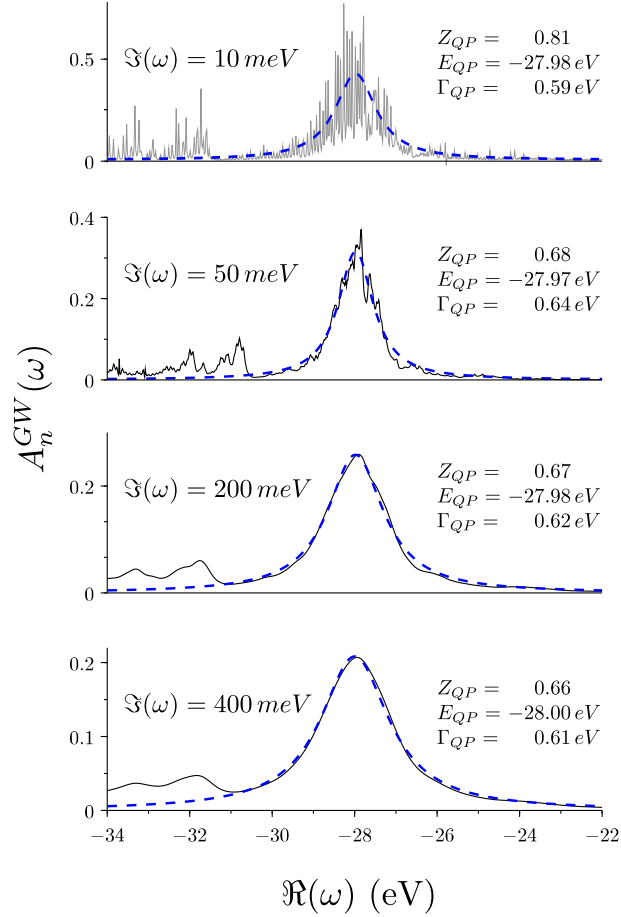 ℑ(ω) = 10 meV
Z_QP = 0.81
E_QP = −27.98 eV
Γ_QP = 0.59 eV
0.5
0
ℑ(ω) = 50 meV
Z_QP = 0.68
E_QP = −27.97 eV
Γ_QP = 0.64 eV
0.4
0.2
0
A_n^{GW}(ω)
ℑ(ω) = 200 meV
Z_QP = 0.67
E_QP = −27.98 eV
Γ_QP = 0.62 eV
0.2
0
ℑ(ω) = 400 meV
Z_QP = 0.66
E_QP = −28.00 eV
Γ_QP = 0.61 eV
0.2
0.1
0
−34 −32 −30 −28 −26 −24 −22
ℜ(ω) (eV)